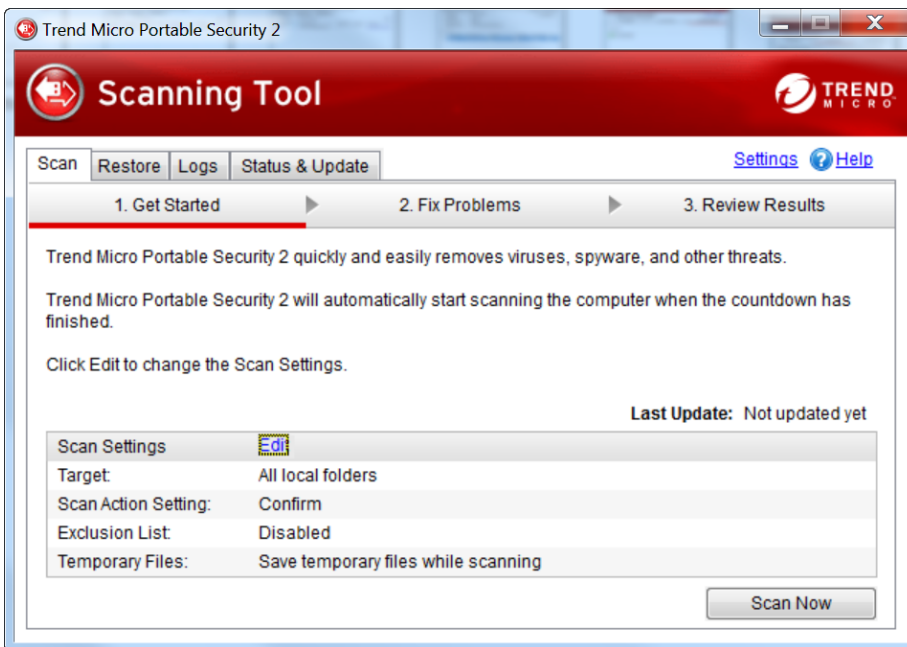 Trend Micro Portable Security 2
Scanning Tool
TREND
MICRO
Scan Restore Logs Status & Update Settings Help
1. Get Started 2. Fix Problems 3. Review Results
Trend Micro Portable Security 2 quickly and easily removes viruses, spyware, and other threats.
Trend Micro Portable Security 2 will automatically start scanning the computer when the countdown has
finished.
Click Edit to change the Scan Settings.
Last Update: Not updated yet
Scan Settings Edit
Target: All local folders
Scan Action Setting: Confirm
Exclusion List: Disabled
Temporary Files: Save temporary files while scanning
Scan Now